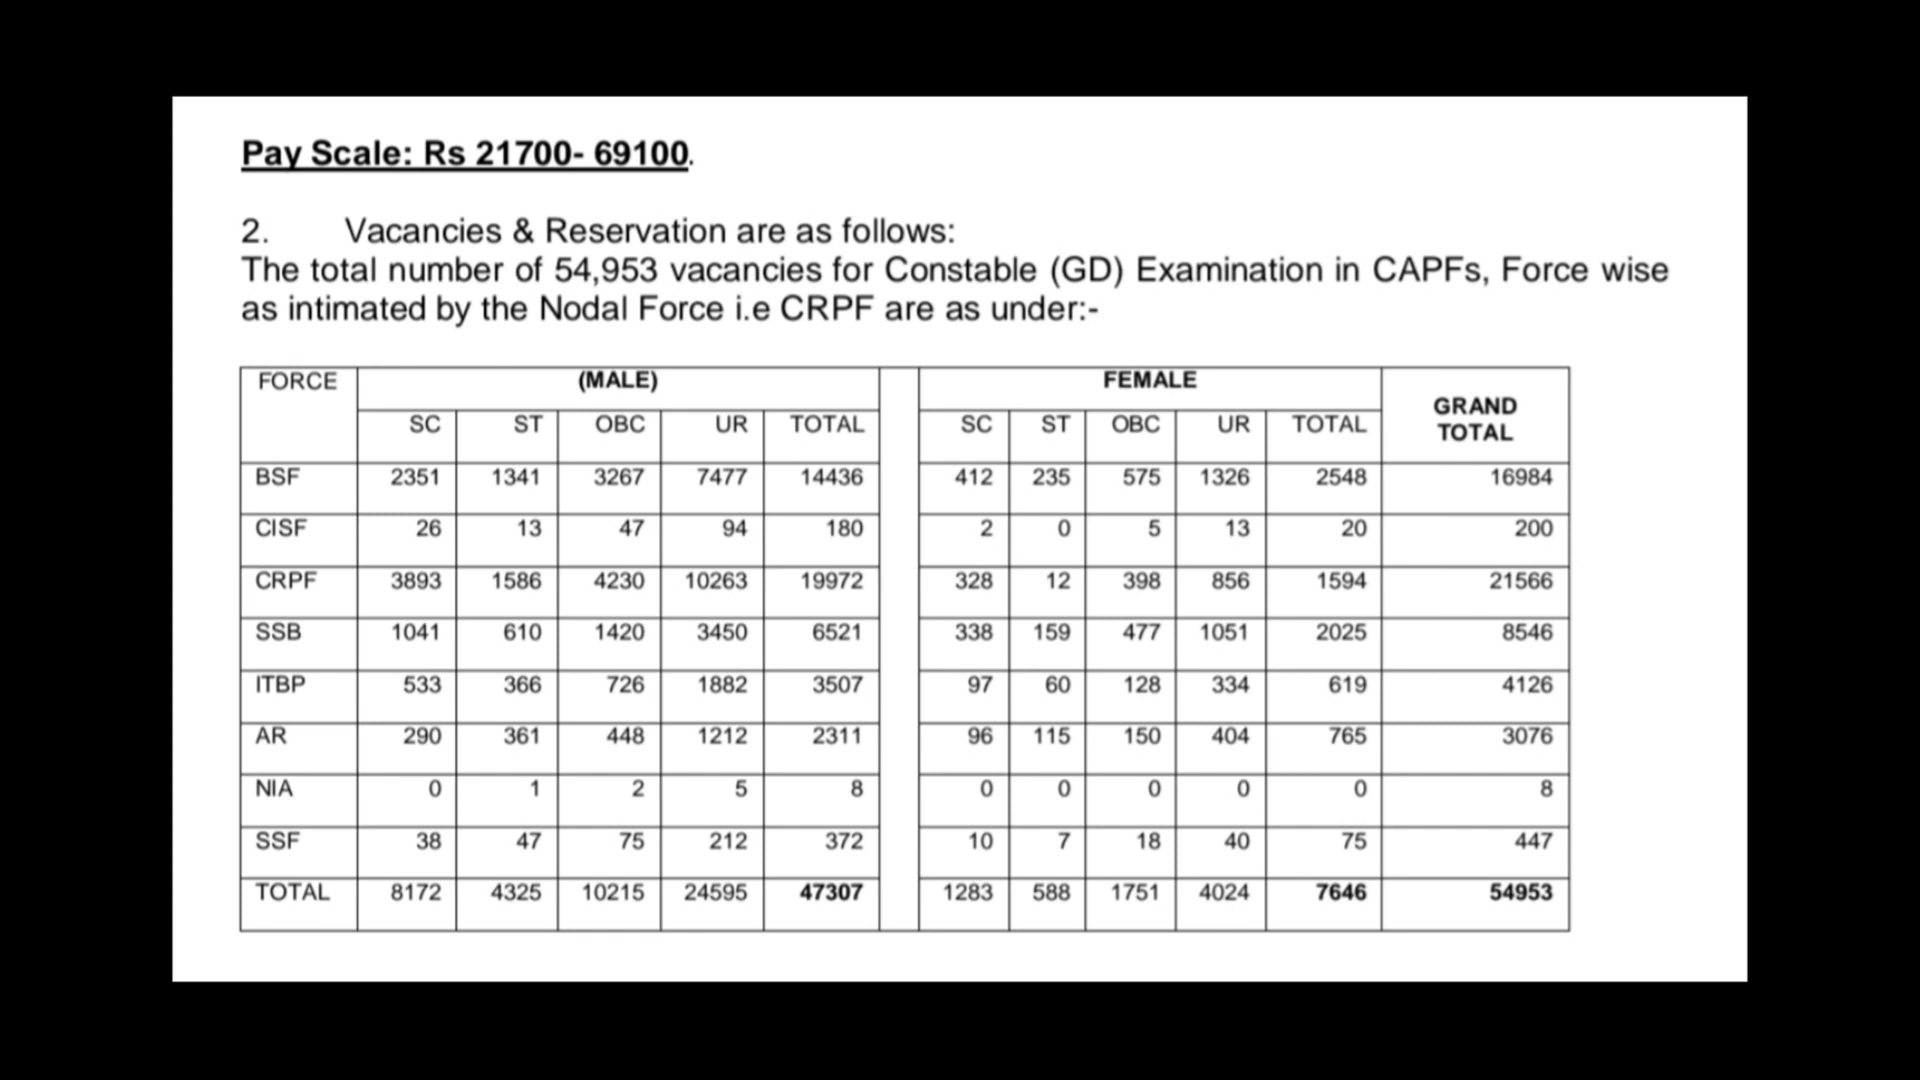 Pay Scale: Rs 21700- 69100.
2. Vacancies & Reservation are as follows:
The total number of 54,953 vacancies for Constable (GD) Examination in CAPFs, Force wise
as intimated by the Nodal Force i.e CRPF are as under:-
FORCE (MALE) FEMALE GRAND TOTAL
SC ST OBC UR TOTAL SC ST OBC UR TOTAL
BSF 2351 1341 3267 7477 14436 412 235 575 1326 2548 16984
CISF 26 13 47 94 180 2 0 5 13 20 200
CRPF 3893 1586 4230 10263 19972 328 12 398 856 1594 21566
SSB 1041 610 1420 3450 6521 338 159 477 1051 2025 8546
ITBP 533 366 726 1882 3507 97 60 128 334 619 4126
AR 290 361 448 1212 2311 96 115 150 404 765 3076
NIA 0 1 2 5 8 0 0 0 0 0 8
SSF 38 47 75 212 372 10 7 18 40 75 447
TOTAL 8172 4325 10215 24595 47307 1283 588 1751 4024 7646 54953